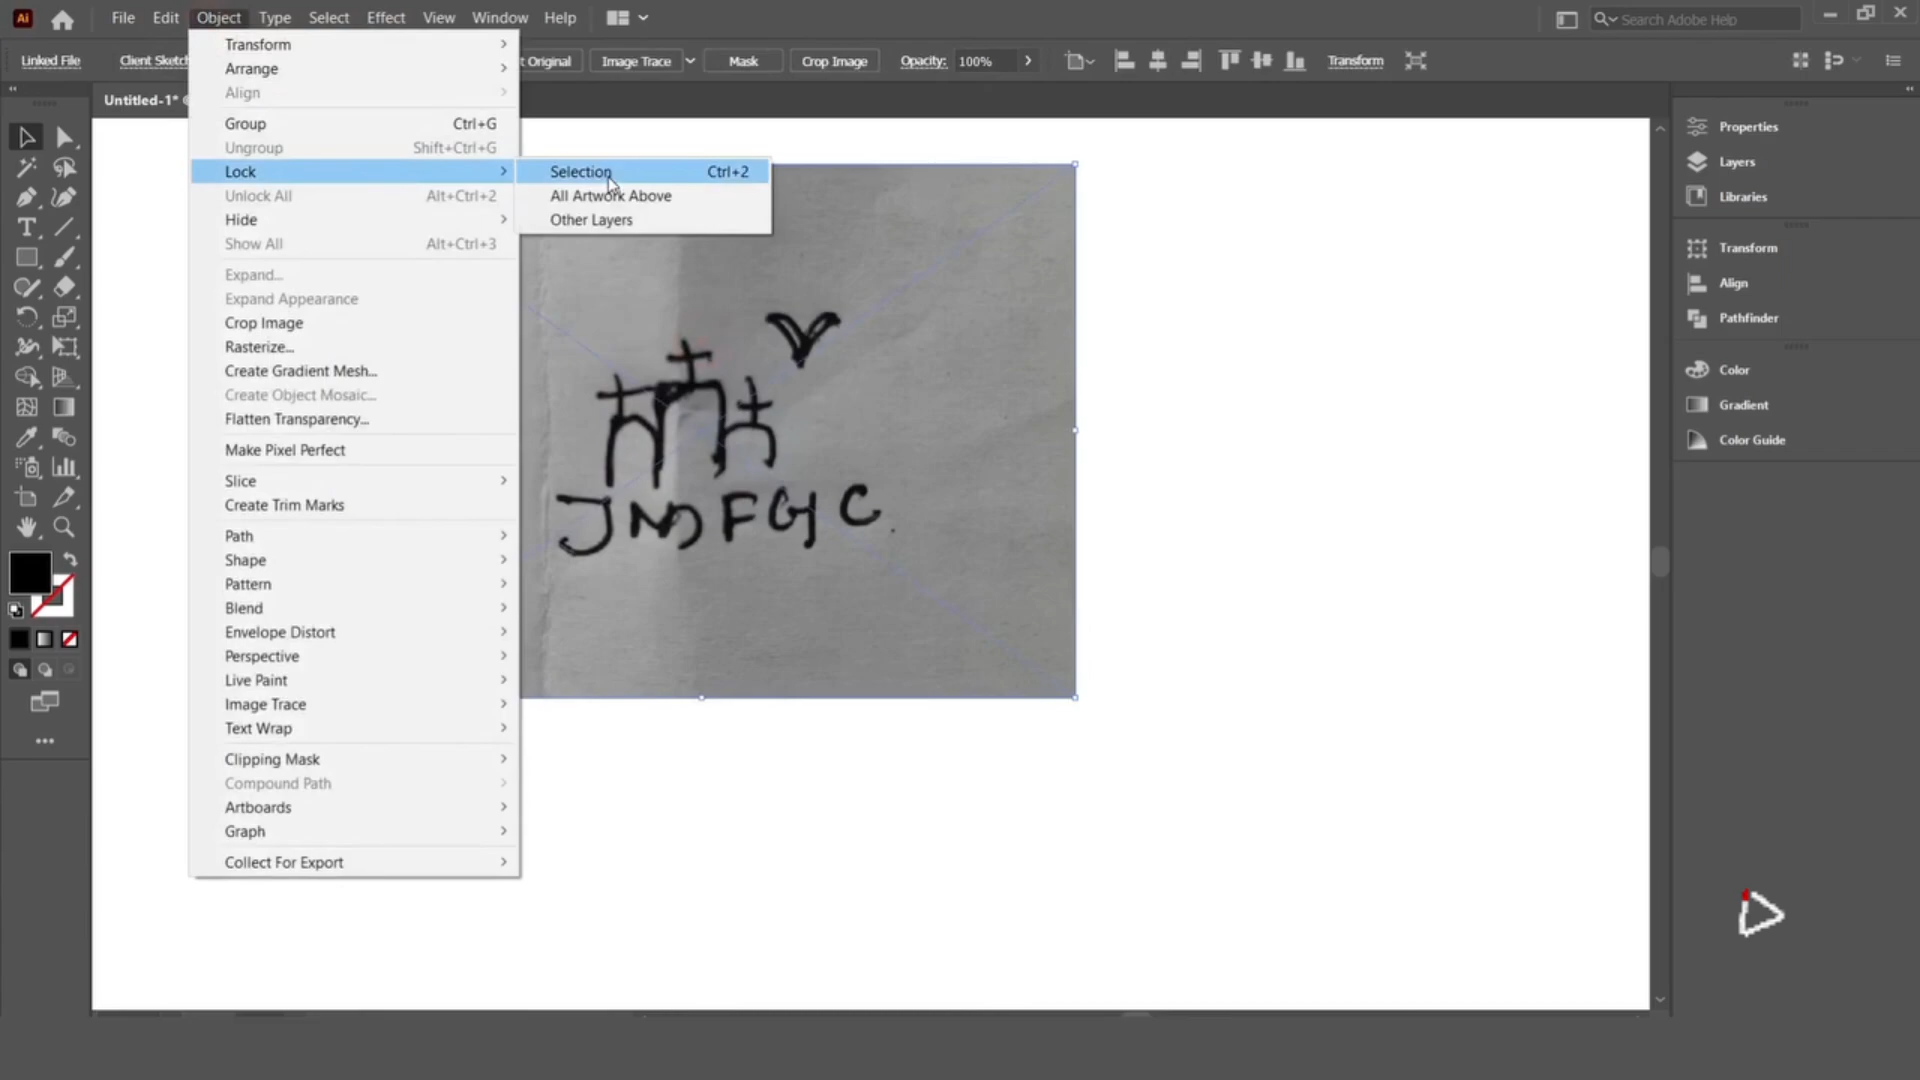 Ai File Edit Object Type Select Effect View Window Help Search Adobe Help
Linked File Client Sketch t Original Image Trace Mask Crop Image Opacity: 100% Transform
Untitled-1*
Transform
Arrange
Align
Group Ctrl+G
Ungroup Shift+Ctrl+G
Lock
Unlock All Alt+Ctrl+2
Hide
Show All Alt+Ctrl+3
Expand...
Expand Appearance
Crop Image
Rasterize...
Create Gradient Mesh...
Create Object Mosaic...
Flatten Transparency...
Make Pixel Perfect
Slice
Create Trim Marks
Path
Shape
Pattern
Blend
Envelope Distort
Perspective
Live Paint
Image Trace
Text Wrap
Clipping Mask
Compound Path
Artboards
Graph
Collect For Export
Selection Ctrl+2
All Artwork Above
Other Layers
Properties
Layers
Libraries
Transform
Align
Pathfinder
Color
Gradient
Color Guide